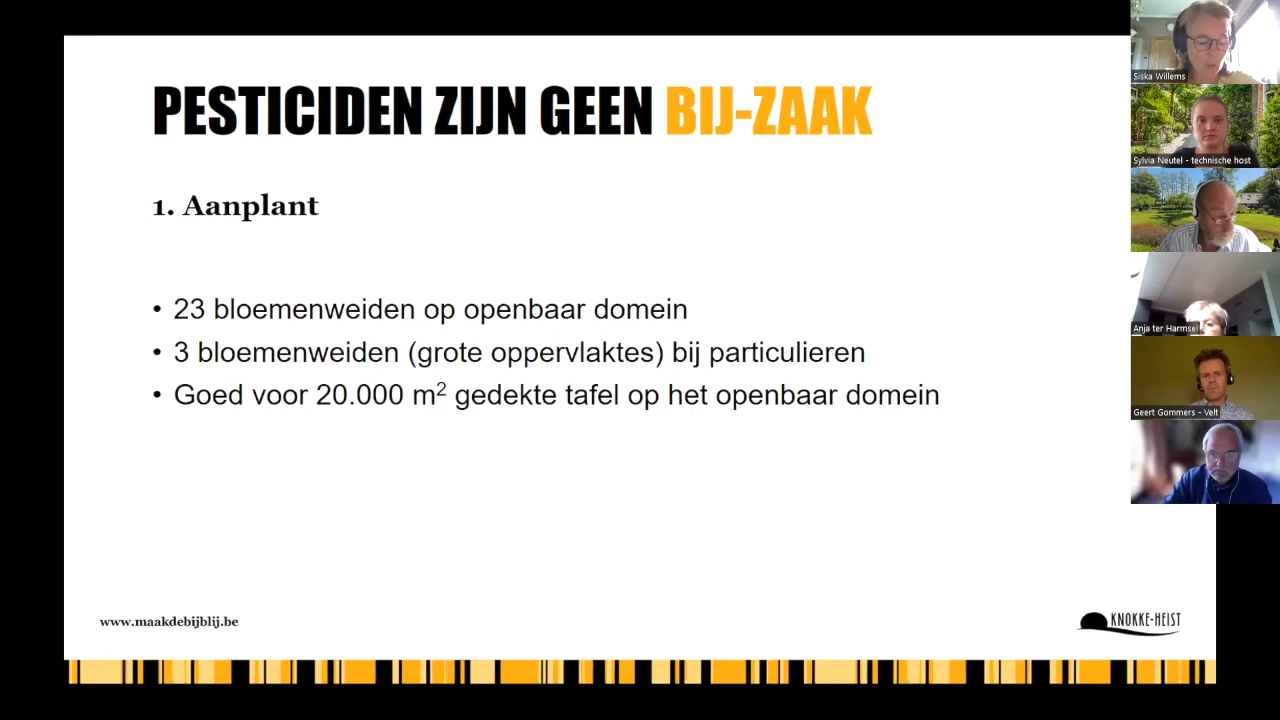 PESTICIDEN ZIJN GEEN BIJ-ZAAK
1. Aanplant
• 23 bloemenweiden op openbaar domein
• 3 bloemenweiden (grote oppervlaktes) bij particulieren
• Goed voor 20.000 m² gedekte tafel op het openbaar domein
www.maakdebijblij.be
KNOKKE-HEIST
Siska Willems
Sylvia Neutel - technische host
Anja ter Harmsel
Geert Gommers - Velt